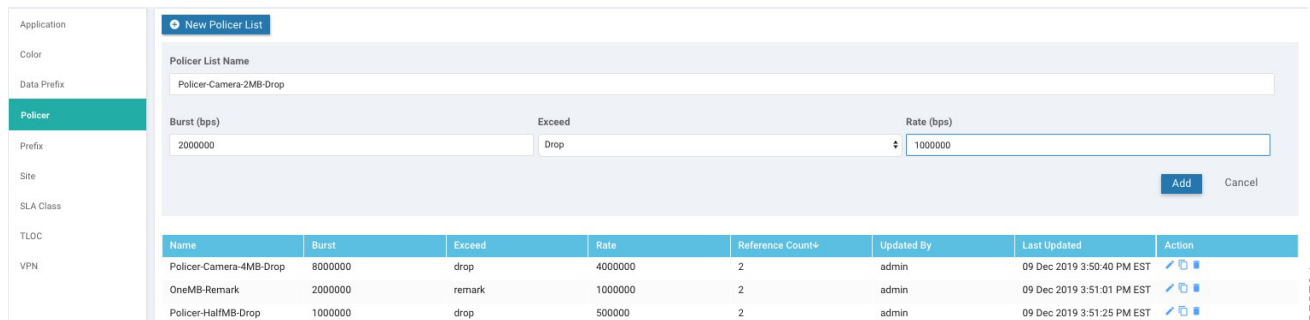 Application
Color
Data Prefix
Policer
Prefix
Site
SLA Class
TLOC
VPN
New Policer List
Policer List Name
Policer-Camera-2MB-Drop
Burst (bps) Exceed Rate (bps)
2000000 Drop 1000000
Add Cancel
Name Burst Exceed Rate Reference Count↓ Updated By Last Updated Action
Policer-Camera-4MB-Drop 8000000 drop 4000000 2 admin 09 Dec 2019 3:50:40 PM EST
OneMB-Remark 2000000 remark 1000000 2 admin 09 Dec 2019 3:51:01 PM EST
Policer-HalfMB-Drop 1000000 drop 500000 2 admin 09 Dec 2019 3:51:25 PM EST